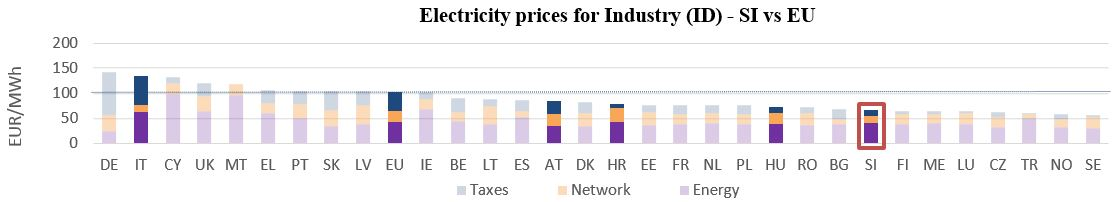 Electricity prices for Industry (ID) - SI vs EU
EUR/MWh
200
150
100
50
0
DE IT CY UK MT EL PT SK LV EU IE BE LT ES AT DK HR EE FR NL PL HU RO BG SI FI ME LU CZ TR NO SE
Taxes Network Energy